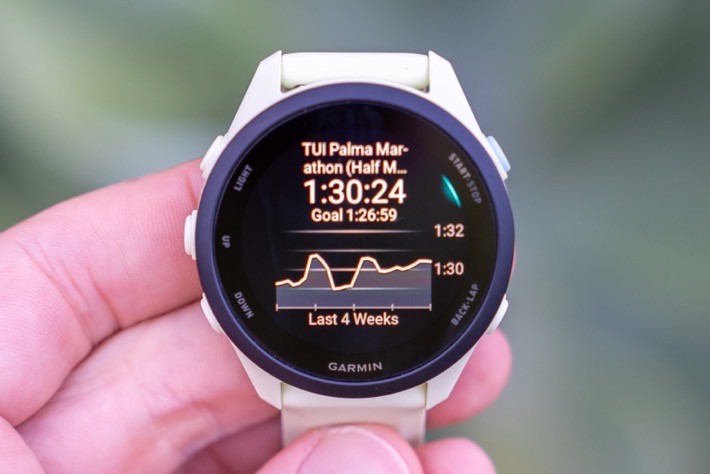 TUI Palma Mar-
athon (Half M...
1:30:24
Goal 1:26:59
1:32
1:30
Last 4 Weeks
LIGHT
UP
DOWN
START·STOP
BACK·LAP
GARMIN